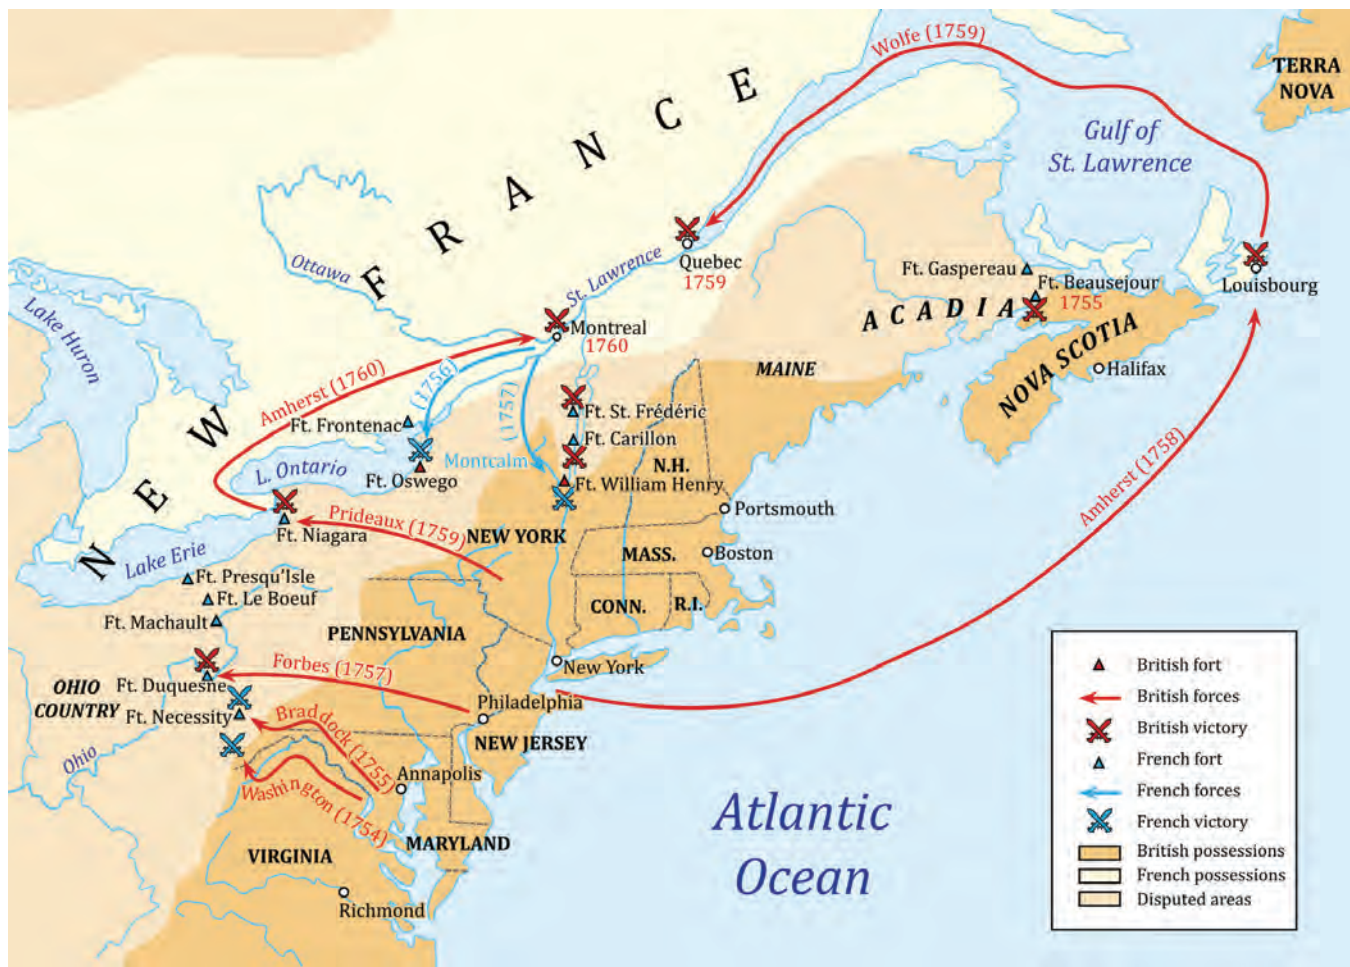 Wolfe (1759)
TERRA
NOVA
NEW FRANCE
Gulf of
St. Lawrence
Ottawa
St. Lawrence
Quebec
1759
Ft. Gaspereau
Ft. Beausejour
1755
Louisbourg
ACADIA
NOVA SCOTIA
Halifax
Lake Huron
Montreal
1760
Amherst (1760)
(1756)
(1757)
MAINE
Ft. St. Frédéric
Ft. Frontenac
Ft. Carillon
Montcalm
L. Ontario
Ft. Oswego
N.H.
Ft. William Henry
Amherst (1758)
Portsmouth
Prideaux (1759)
Ft. Niagara
NEW YORK
MASS.
Boston
Lake Erie
Ft. Presqu'Isle
Ft. Le Boeuf
CONN.
R.I.
Ft. Machault
PENNSYLVANIA
Forbes (1757)
New York
Ft. Duquesne
OHIO
COUNTRY
Ft. Necessity
Philadelphia
Braddock (1755)
NEW JERSEY
Ohio
Annapolis
Washington (1754)
MARYLAND
VIRGINIA
Richmond
Atlantic
Ocean
British fort
British forces
British victory
French fort
French forces
French victory
British possessions
French possessions
Disputed areas